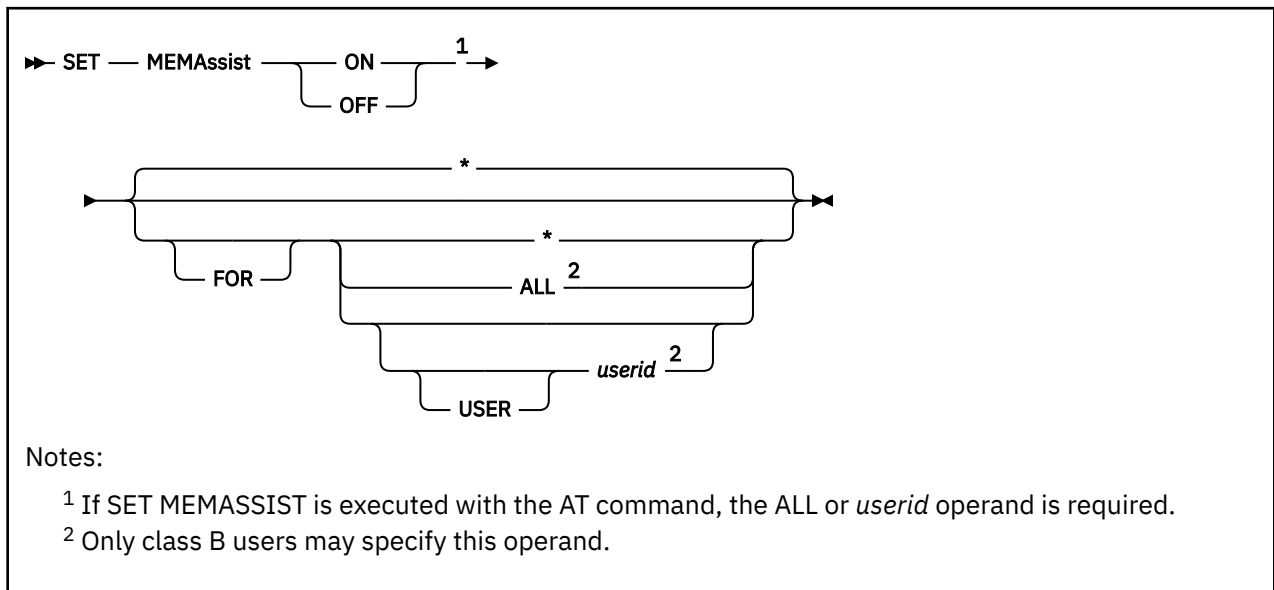 SET MEMAssist ON 1
OFF
*
*
FOR
ALL 2
userid 2
USER
Notes:
1 If SET MEMASSIST is executed with the AT command, the ALL or userid operand is required.
2 Only class B users may specify this operand.